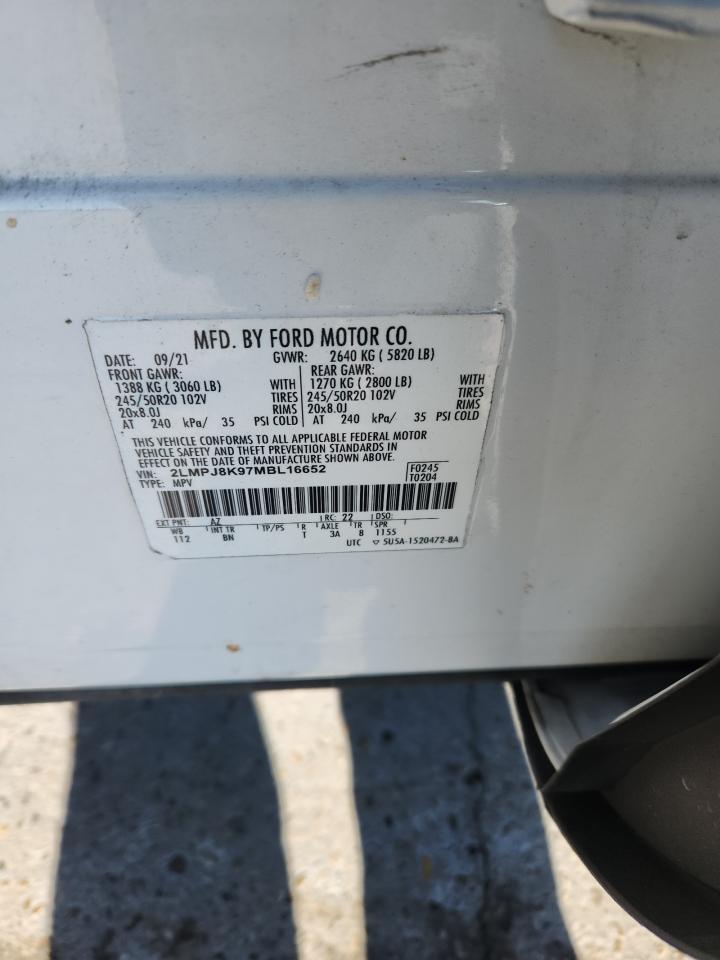 MFD. BY FORD MOTOR CO.
DATE: 09/21 GVWR: 2640 KG ( 5820 LB)
FRONT GAWR: REAR GAWR:
1388 KG ( 3060 LB) WITH 1270 KG ( 2800 LB) WITH
245/50R20 102V TIRES 245/50R20 102V TIRES
20x8.0J RIMS 20x8.0J RIMS
AT 240 kPa/ 35 PSI COLD AT 240 kPa/ 35 PSI COLD
THIS VEHICLE CONFORMS TO ALL APPLICABLE FEDERAL MOTOR
VEHICLE SAFETY AND THEFT PREVENTION STANDARDS IN
EFFECT ON THE DATE OF MANUFACTURE SHOWN ABOVE.
VIN: 2LMPJ8K97MBL16652 F0245
TYPE: MPV T0204
EXT PNT: AZ RC: 22 DSO:
WB INT TR TP/PS R AXLE TR SPR
112 BN T 3A 8 1155
UTC ▽ 5U5A-1520472-BA